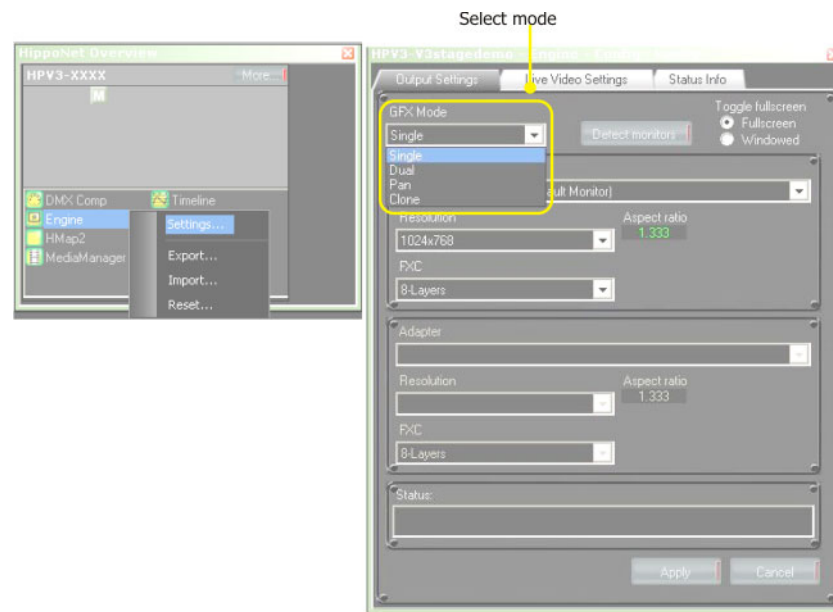 Select mode
HippoNet Overview
HPV3-XXXX
More
M
DMX Comp
Timeline
Engine
HMap2
MediaManager
Settings...
Export...
Import...
Reset...
HPV3-V3stagedemo - Engine -
Output Settings
Live Video Settings
Status Info
GFX Mode
Single
Single
Dual
Pan
Clone
Detect monitors
Toggle fullscreen
Fullscreen
Windowed
Monitor)
Resolution
Aspect ratio
1024x768
1.333
FXC
8-Layers
Adapter
Resolution
Aspect ratio
1.333
FXC
8-Layers
Status:
Apply
Cancel